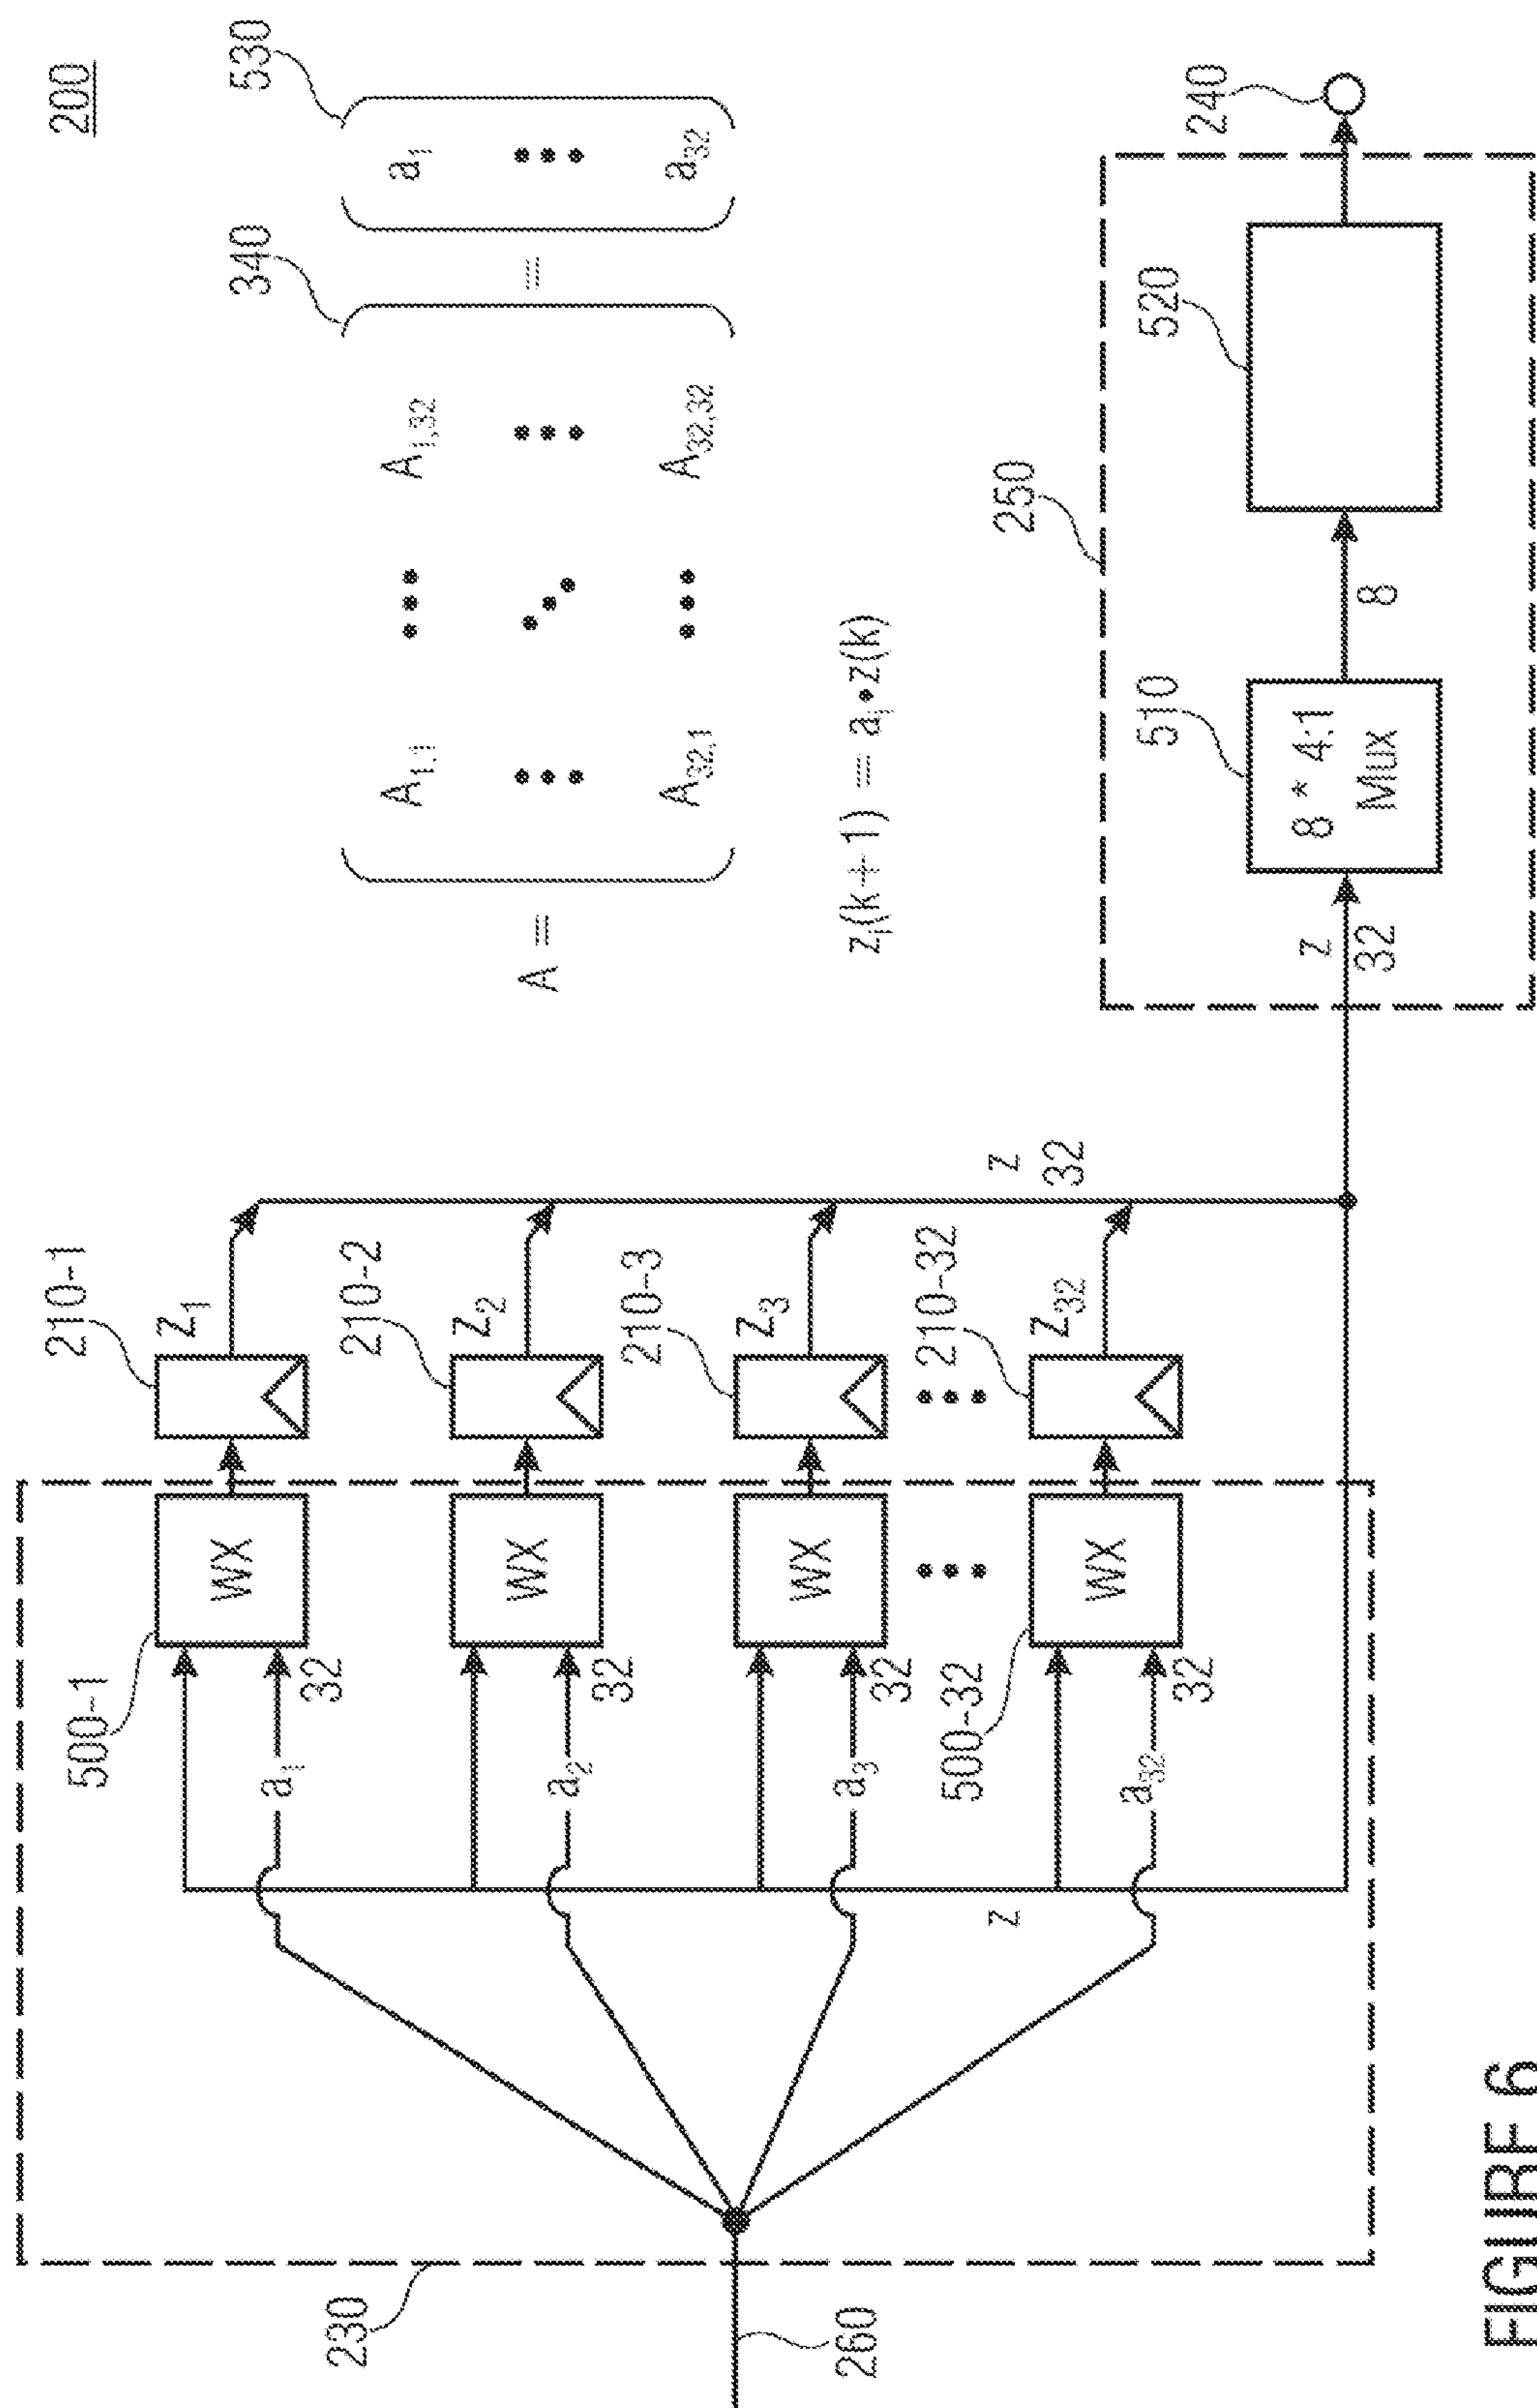 200
530
340
A =
A1,1 ••• A1,32
A32,1 ••• A32,32
=
a1
a32
zi(k+1) = ai•z(k)
230
260
500-1
WX
32
a1
210-1
z1
WX
32
a2
210-2
z2
WX
32
a3
210-3
z3
500-32
WX
32
a32
210-32
z32
z
z
32
250
z
32
510
8 * 4:1
Mux
8
520
240
FIGURE 6